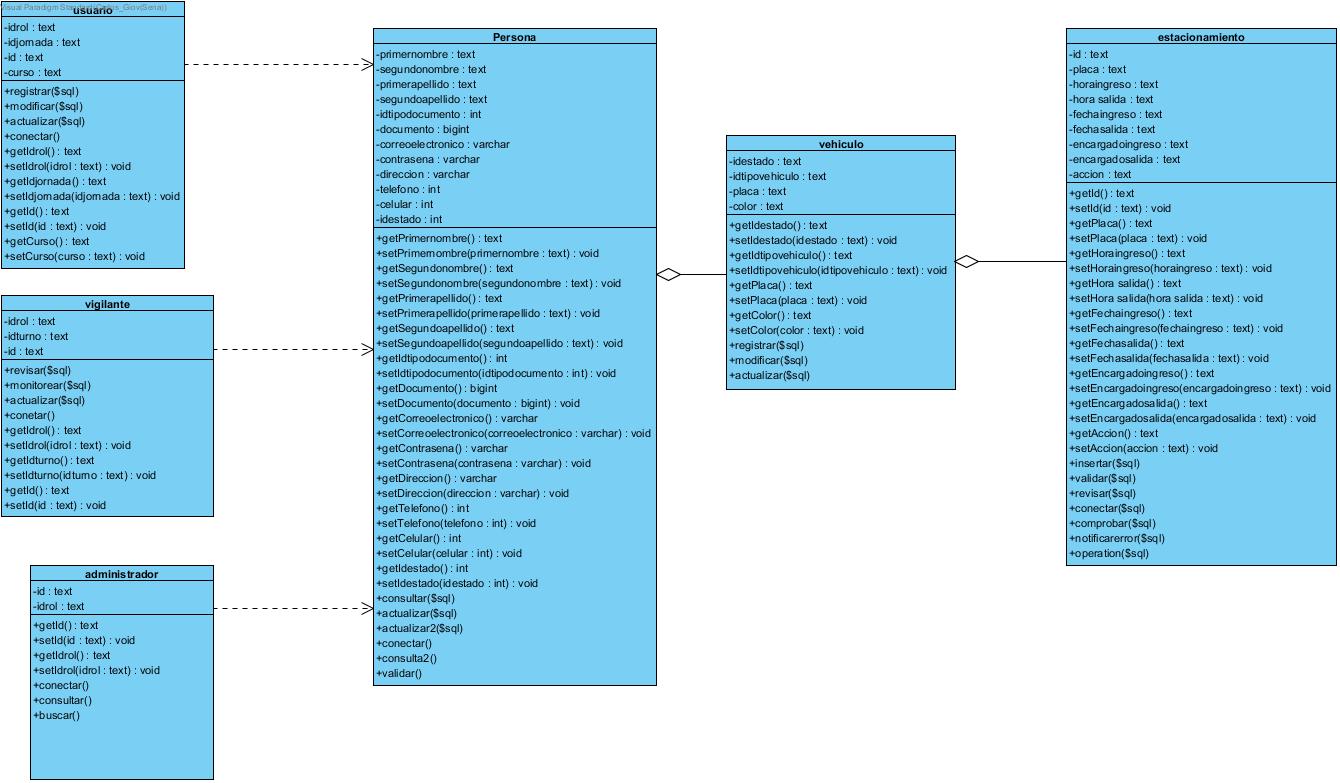 Visual Paradigm Standard(Carlos_Giov(Sena))
usuario
-idrol : text
-idjornada : text
-id : text
-curso : text
+registrar($sql)
+modificar($sql)
+actualizar($sql)
+conectar()
+getIdrol() : text
+setIdrol(idrol : text) : void
+getIdjornada() : text
+setIdjornada(idjornada : text) : void
+getId() : text
+setId(id : text) : void
+getCurso() : text
+setCurso(curso : text) : void
vigilante
-idrol : text
-idturno : text
-id : text
+revisar($sql)
+monitorear($sql)
+actualizar($sql)
+conetar()
+getIdrol() : text
+setIdrol(idrol : text) : void
+getIdturno() : text
+setIdturno(idturno : text) : void
+getId() : text
+setId(id : text) : void
administrador
-id : text
-idrol : text
+getId() : text
+setId(id : text) : void
+getIdrol() : text
+setIdrol(idrol : text) : void
+conectar()
+consultar()
+buscar()
Persona
-primernombre : text
-segundonombre : text
-primerapellido : text
-segundoapellido : text
-idtipodocumento : int
-documento : bigint
-correoelectronico : varchar
-contrasena : varchar
-direccion : varchar
-telefono : int
-celular : int
-idestado : int
+getPrimernombre() : text
+setPrimernombre(primernombre : text) : void
+getSegundonombre() : text
+setSegundonombre(segundonombre : text) : void
+getPrimerapellido() : text
+setPrimerapellido(primerapellido : text) : void
+getSegundoapellido() : text
+setSegundoapellido(segundoapellido : text) : void
+getIdtipodocumento() : int
+setIdtipodocumento(idtipodocumento : int) : void
+getDocumento() : bigint
+setDocumento(documento : bigint) : void
+getCorreoelectronico() : varchar
+setCorreoelectronico(correoelectronico : varchar) : void
+getContrasena() : varchar
+setContrasena(contrasena : varchar) : void
+getDireccion() : varchar
+setDireccion(direccion : varchar) : void
+getTelefono() : int
+setTelefono(telefono : int) : void
+getCelular() : int
+setCelular(celular : int) : void
+getIdestado() : int
+setIdestado(idestado : int) : void
+consultar($sql)
+actualizar($sql)
+actualizar2($sql)
+conectar()
+consulta2()
+validar()
vehiculo
-idestado : text
-idtipovehiculo : text
-placa : text
-color : text
+getIdestado() : text
+setIdestado(idestado : text) : void
+getIdtipovehiculo() : text
+setIdtipovehiculo(idtipovehiculo : text) : void
+getPlaca() : text
+setPlaca(placa : text) : void
+getColor() : text
+setColor(color : text) : void
+registrar($sql)
+modificar($sql)
+actualizar($sql)
estacionamiento
-id : text
-placa : text
-horaingreso : text
-hora salida : text
-fechaingreso : text
-fechasalida : text
-encargadoingreso : text
-encargadosalida : text
-accion : text
+getId() : text
+setId(id : text) : void
+getPlaca() : text
+setPlaca(placa : text) : void
+getHoraingreso() : text
+setHoraingreso(horaingreso : text) : void
+getHora salida() : text
+setHora salida(hora salida : text) : void
+getFechaingreso() : text
+setFechaingreso(fechaingreso : text) : void
+getFechasalida() : text
+setFechasalida(fechasalida : text) : void
+getEncargadoingreso() : text
+setEncargadoingreso(encargadoingreso : text) : void
+getEncargadosalida() : text
+setEncargadosalida(encargadosalida : text) : void
+getAccion() : text
+setAccion(accion : text) : void
+insertar($sql)
+validar($sql)
+revisar($sql)
+conectar($sql)
+comprobar($sql)
+notificarerror($sql)
+operation($sql)